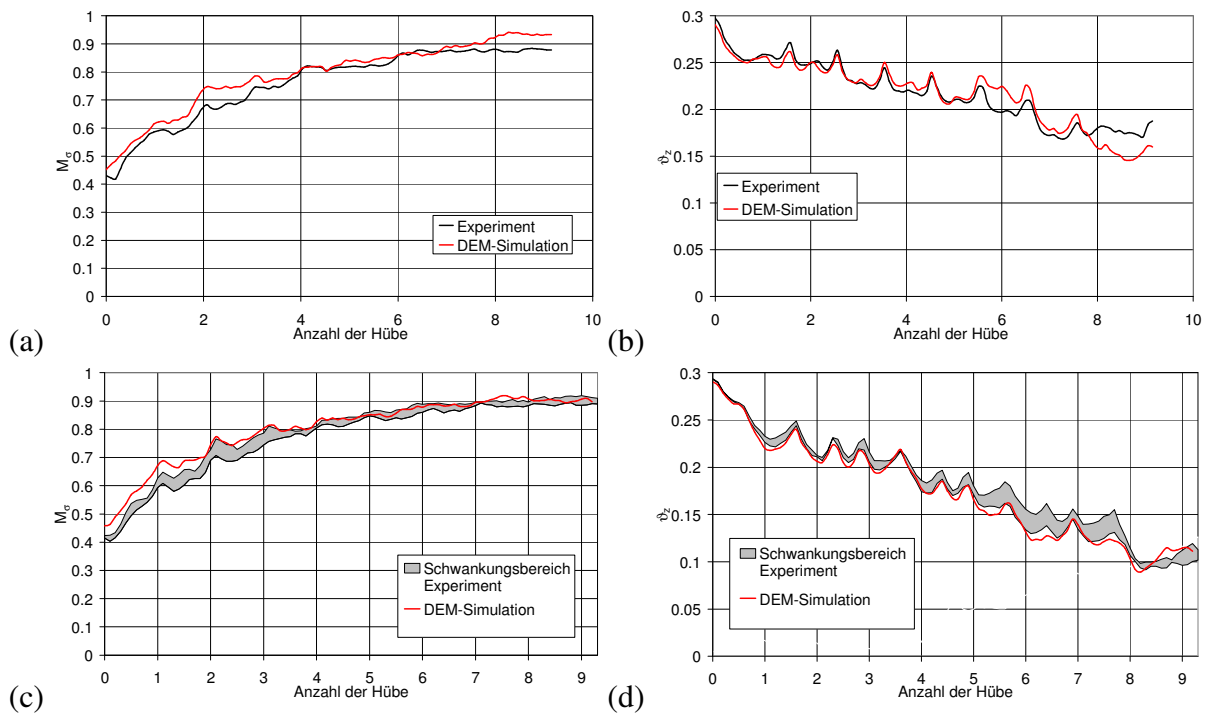 1
0.9
0.8
0.7
0.6
0.5
0.4
0.3
0.2
0.1
0
Mσ
Experiment
DEM-Simulation
0 2 4 6 8 10
Anzahl der Hübe
(a)
0.3
0.25
0.2
0.15
0.1
0.05
0
ϑz
Experiment
DEM-Simulation
0 2 4 6 8 10
Anzahl der Hübe
(b)
1
0.9
0.8
0.7
0.6
0.5
0.4
0.3
0.2
0.1
0
Mσ
Schwankungsbereich
Experiment
DEM-Simulation
0 1 2 3 4 5 6 7 8 9
Anzahl der Hübe
(c)
0.3
0.25
0.2
0.15
0.1
0.05
0
ϑz
Schwankungsbereich
Experiment
DEM-Simulation
0 1 2 3 4 5 6 7 8 9
Anzahl der Hübe
(d)